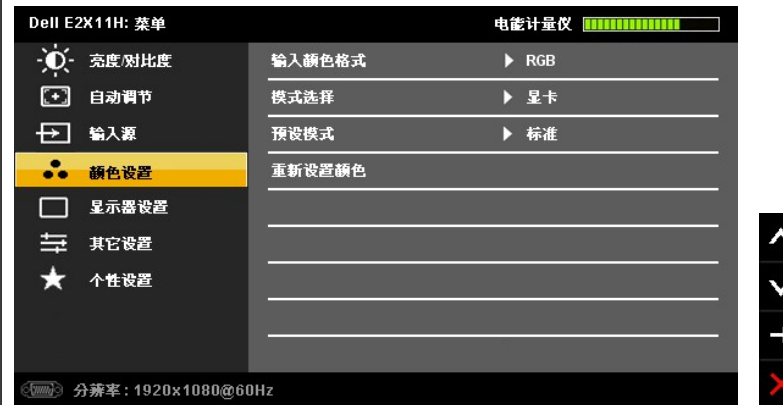 Dell E2X11H: 菜单
电能计量仪
亮度/对比度
输入颜色格式
RGB
自动调节
模式选择
显卡
输入源
预设模式
标准
颜色设置
重新设置颜色
显示器设置
其它设置
个性设置
分辨率: 1920x1080@60Hz